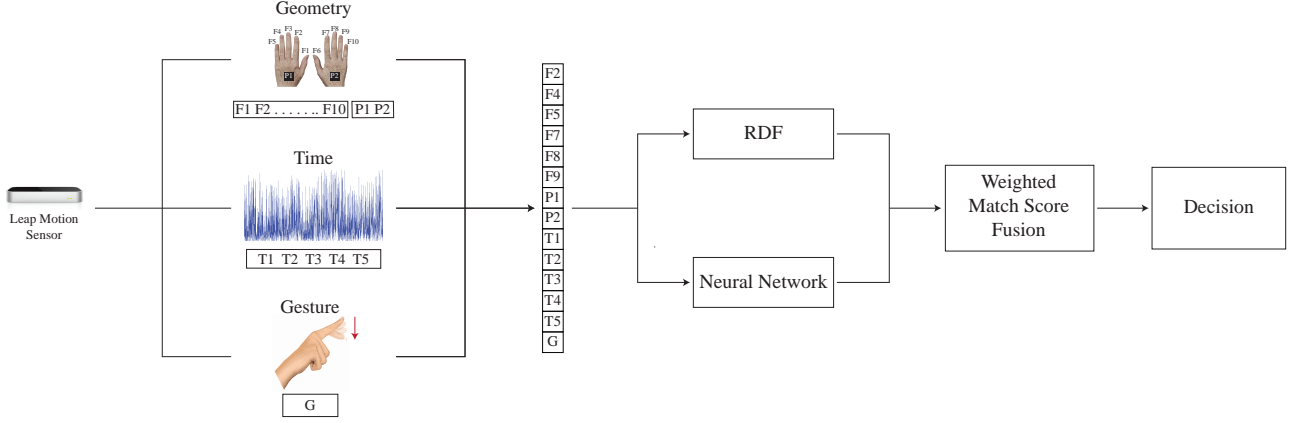 Geometry
F4 F3 F2 F7 F8 F9
F5 F1 F6 F10
P1 P2
F1 F2 . . . . . . .. F10 P1 P2
Time
T1 T2 T3 T4 T5
Gesture
G
Leap Motion
Sensor
F2
F4
F5
F7
F8
F9
P1
P2
T1
T2
T3
T4
T5
G
RDF
Neural Network
Weighted
Match Score
Fusion
Decision